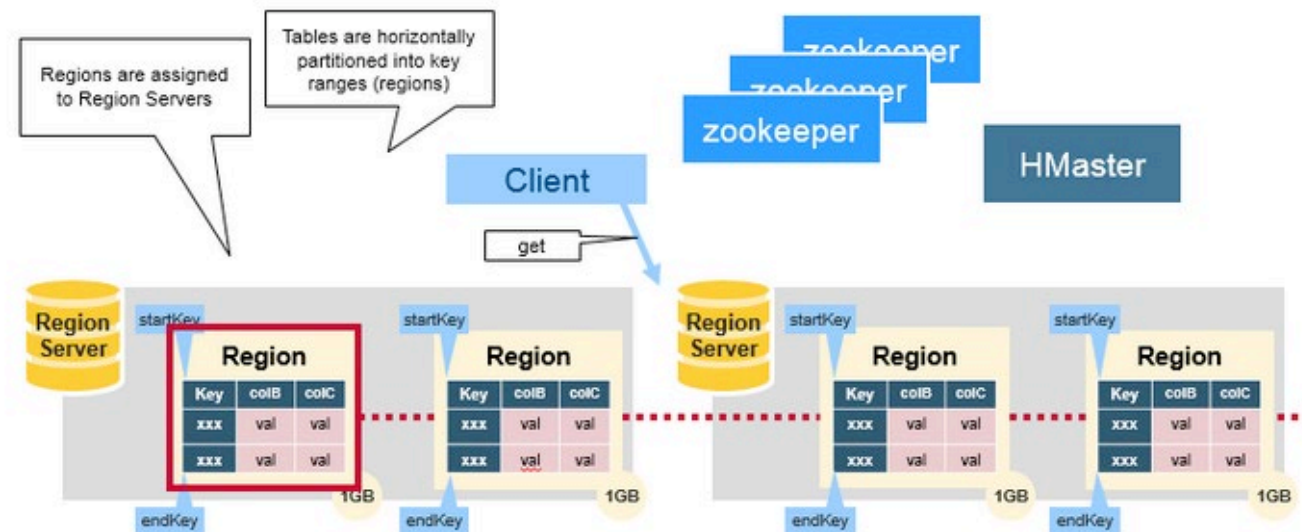 Regions are assigned
to Region Servers
Tables are horizontally
partitioned into key
ranges (regions)
zookeeper
zookeeper
zookeeper
HMaster
Client
get
Region
Server
startKey
Region
Key colB colC
xxx val val
xxx val val
1GB
endKey
startKey
Region
Key colB colC
xxx val val
xxx val val
1GB
endKey
Region
Server
startKey
Region
Key colB colC
xxx val val
xxx val val
1GB
endKey
startKey
Region
Key colB colC
xxx val val
xxx val val
1GB
endKey